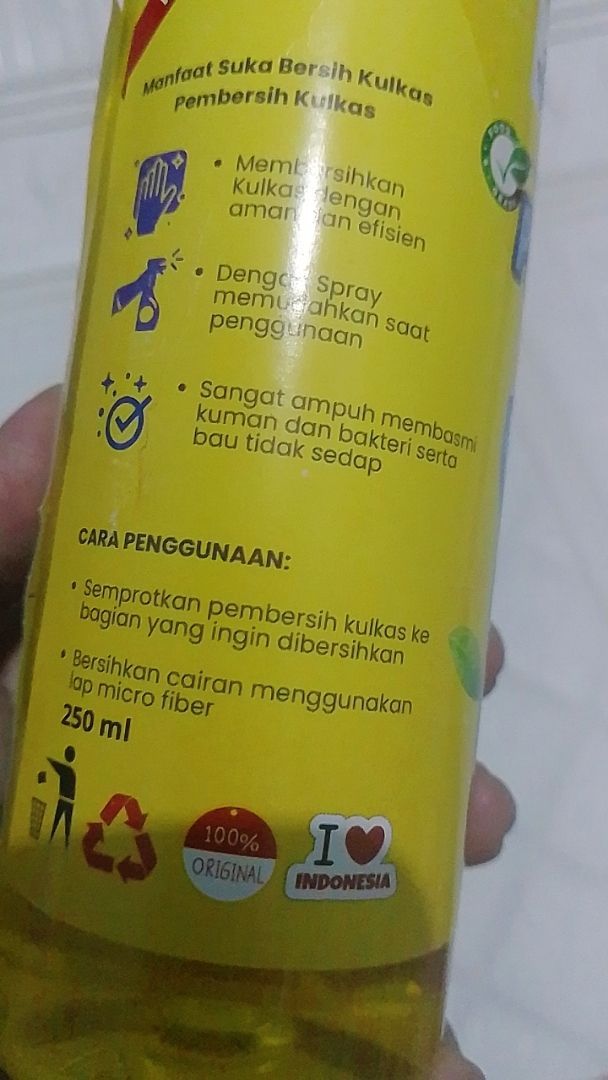 Manfaat Suka Bersih Kulkas
Pembersih Kulkas
• Membersihkan
Kulkas dengan
aman dan efisien
• Dengan Spray
memudahkan saat
penggunaan
• Sangat ampuh membasmi
kuman dan bakteri serta
bau tidak sedap
CARA PENGGUNAAN:
• Semprotkan pembersih kulkas ke
bagian yang ingin dibersihkan
• Bersihkan cairan menggunakan
lap micro fiber
250 ml
100%
ORIGINAL
I
INDONESIA